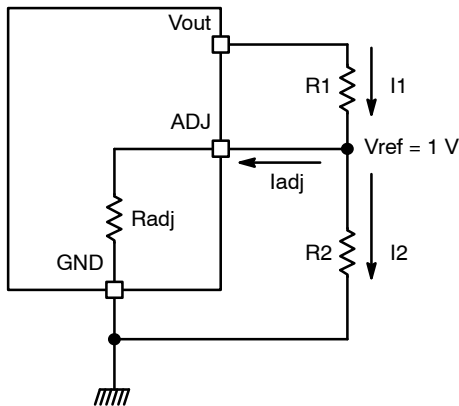 Vout
R1
I1
ADJ
Vref = 1 V
Iadj
Radj
GND
R2
I2